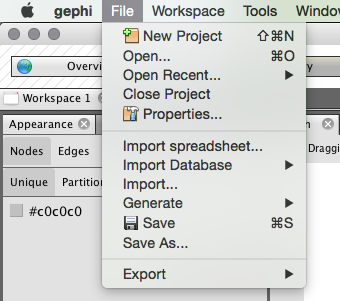 gephi File Workspace Tools Window
New Project ⇧⌘N
Open... ⌘O
Open Recent...
Close Project
Properties...
Import spreadsheet...
Import Database
Import...
Generate
Save ⌘S
Save As...
Export
Overvi
Workspace 1
Appearance
Nodes Edges
Draggi
Unique Partition
#c0c0c0